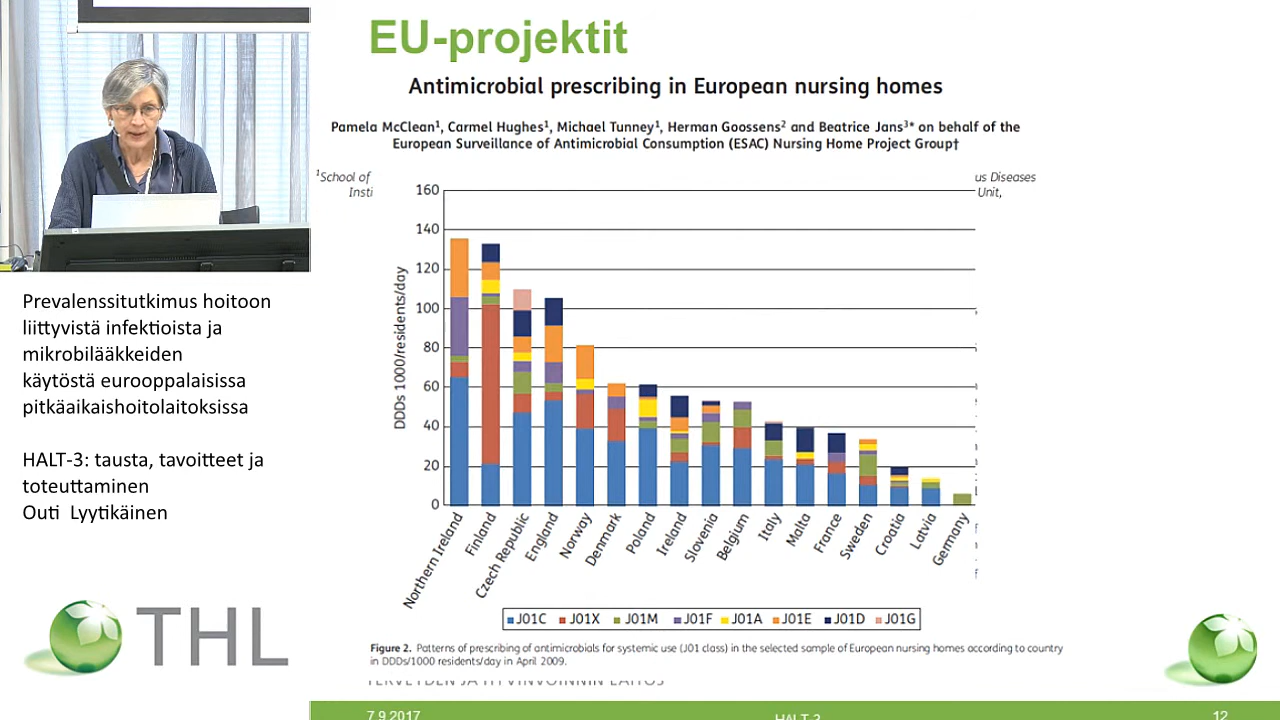 EU-projektit
Antimicrobial prescribing in European nursing homes
Pamela McClean1, Carmel Hughes1, Michael Tunney1, Herman Goossens2 and Beatrice Jans3* on behalf of the
European Surveillance of Antimicrobial Consumption (ESAC) Nursing Home Project Group†
1School of
us Diseases
Insti
Unit,
160
140
120
100
80
60
40
20
0
DDDs 1000/residents/day
Northern Ireland
Finland
Czech Republic
England
Norway
Denmark
Poland
Ireland
Slovenia
Belgium
Italy
Malta
France
Sweden
Croatia
Latvia
Germany
J01C J01X J01M J01F J01A J01E J01D J01G
Figure 2. Patterns of prescribing of antimicrobials for systemic use (J01 class) in the selected sample of European nursing homes according to country
in DDDs/1000 residents/day in April 2009.
TERVEYDEN JA HYVINVOINNIN LAITOS
7.9.2017
HALT-3
12
Prevalenssitutkimus hoitoon
liittyvistä infektioista ja
mikrobilääkkeiden
käytöstä eurooppalaisissa
pitkäaikaishoitolaitoksissa
HALT-3: tausta, tavoitteet ja
toteuttaminen
Outi Lyytikäinen
THL